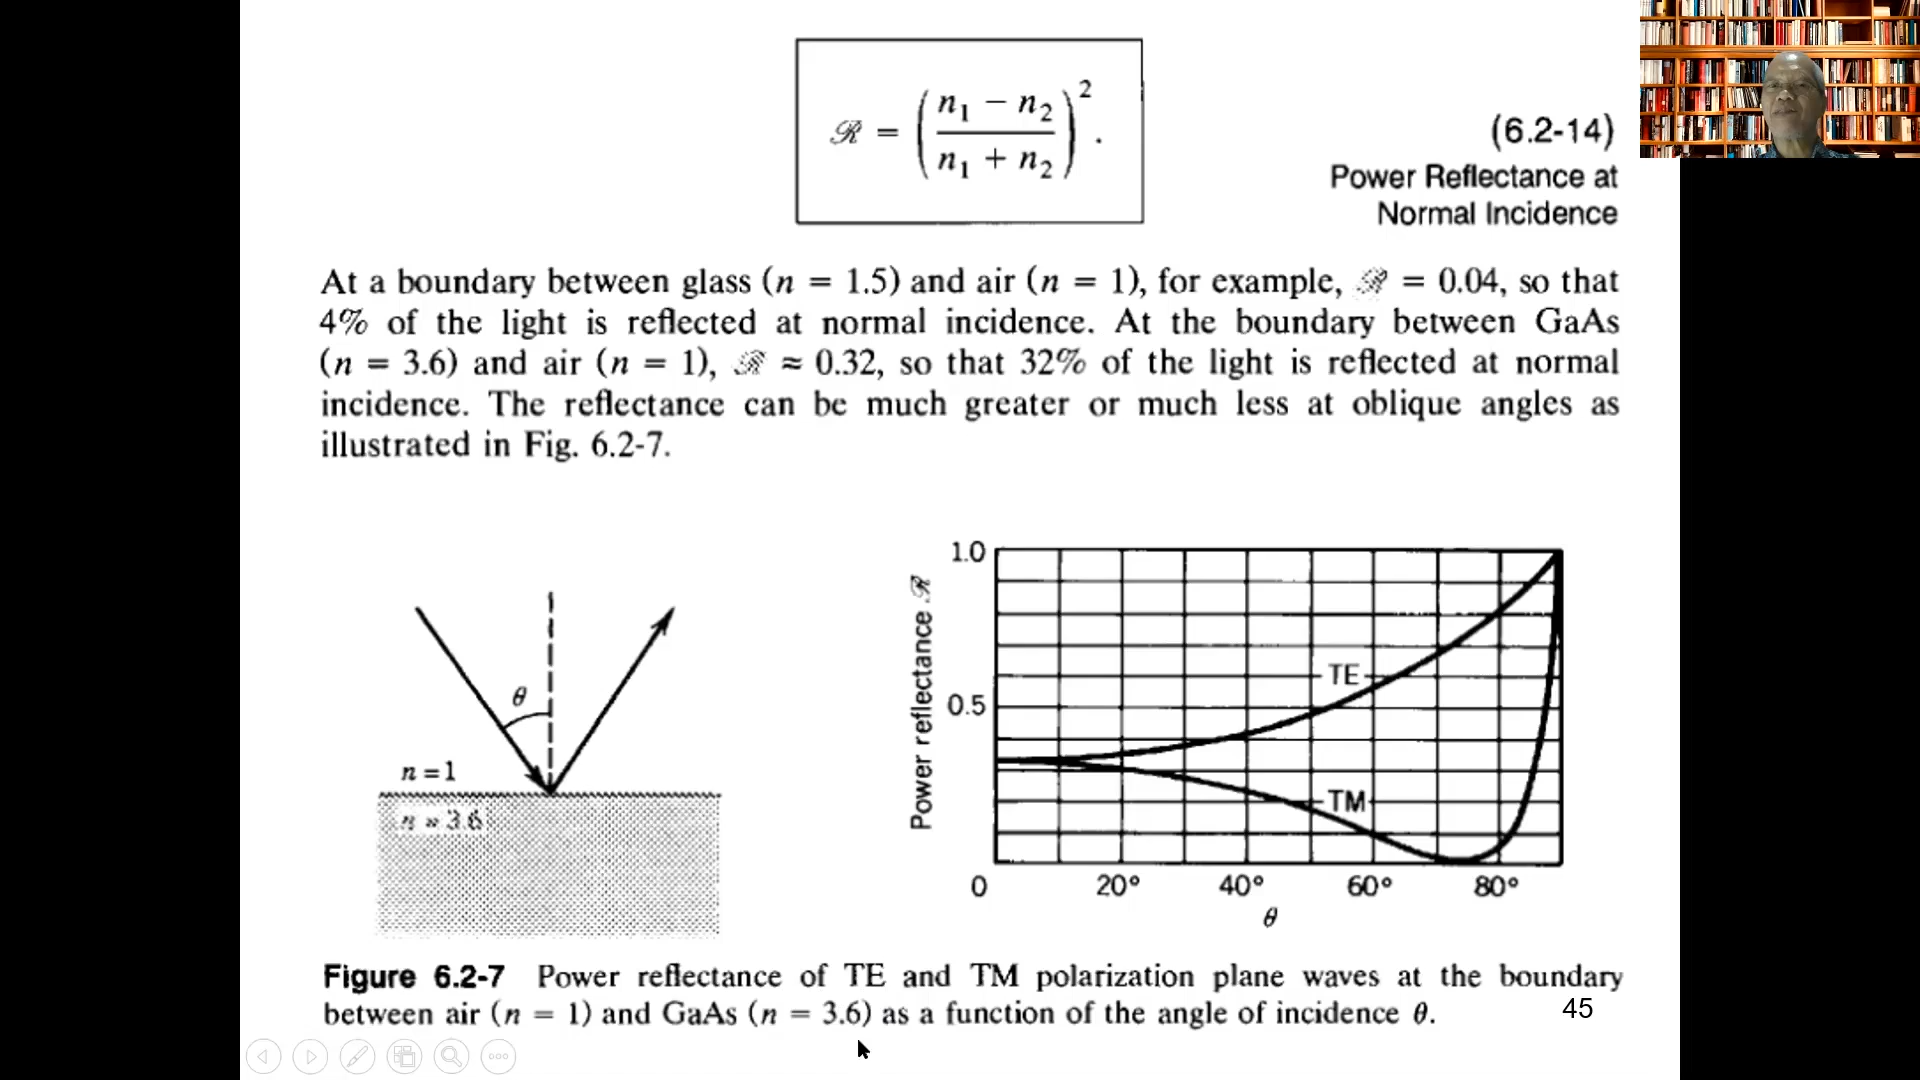 ℛ = ( n₁ − n₂ / n₁ + n₂ )² .
(6.2-14)
Power Reflectance at
Normal Incidence
At a boundary between glass (n = 1.5) and air (n = 1), for example, ℛ = 0.04, so that
4% of the light is reflected at normal incidence. At the boundary between GaAs
(n = 3.6) and air (n = 1), ℛ ≈ 0.32, so that 32% of the light is reflected at normal
incidence. The reflectance can be much greater or much less at oblique angles as
illustrated in Fig. 6.2-7.
θ
n = 1
n = 3.6
Power reflectance ℛ
1.0
0.5
0
TE
TM
20° 40° 60° 80°
θ
Figure 6.2-7 Power reflectance of TE and TM polarization plane waves at the boundary
between air (n = 1) and GaAs (n = 3.6) as a function of the angle of incidence θ.
45